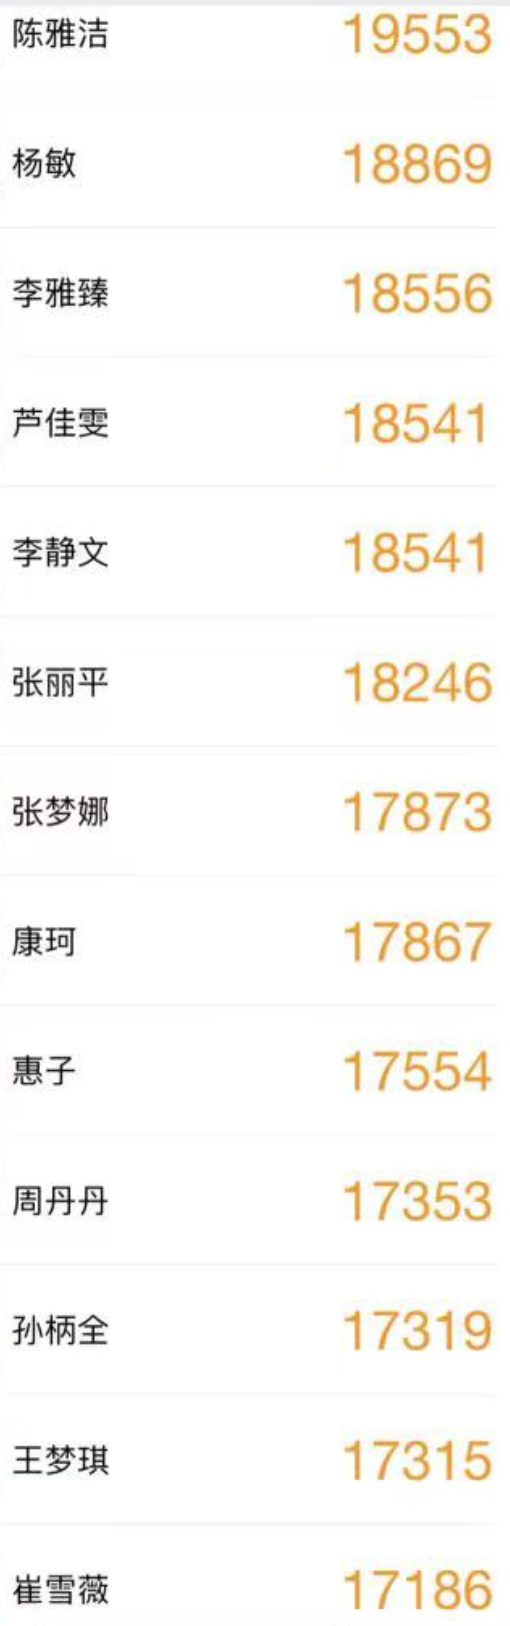 陈雅洁 19553
杨敏 18869
李雅臻 18556
芦佳雯 18541
李静文 18541
张丽平 18246
张梦娜 17873
康珂 17867
惠子 17554
周丹丹 17353
孙柄全 17319
王梦琪 17315
崔雪薇 17186